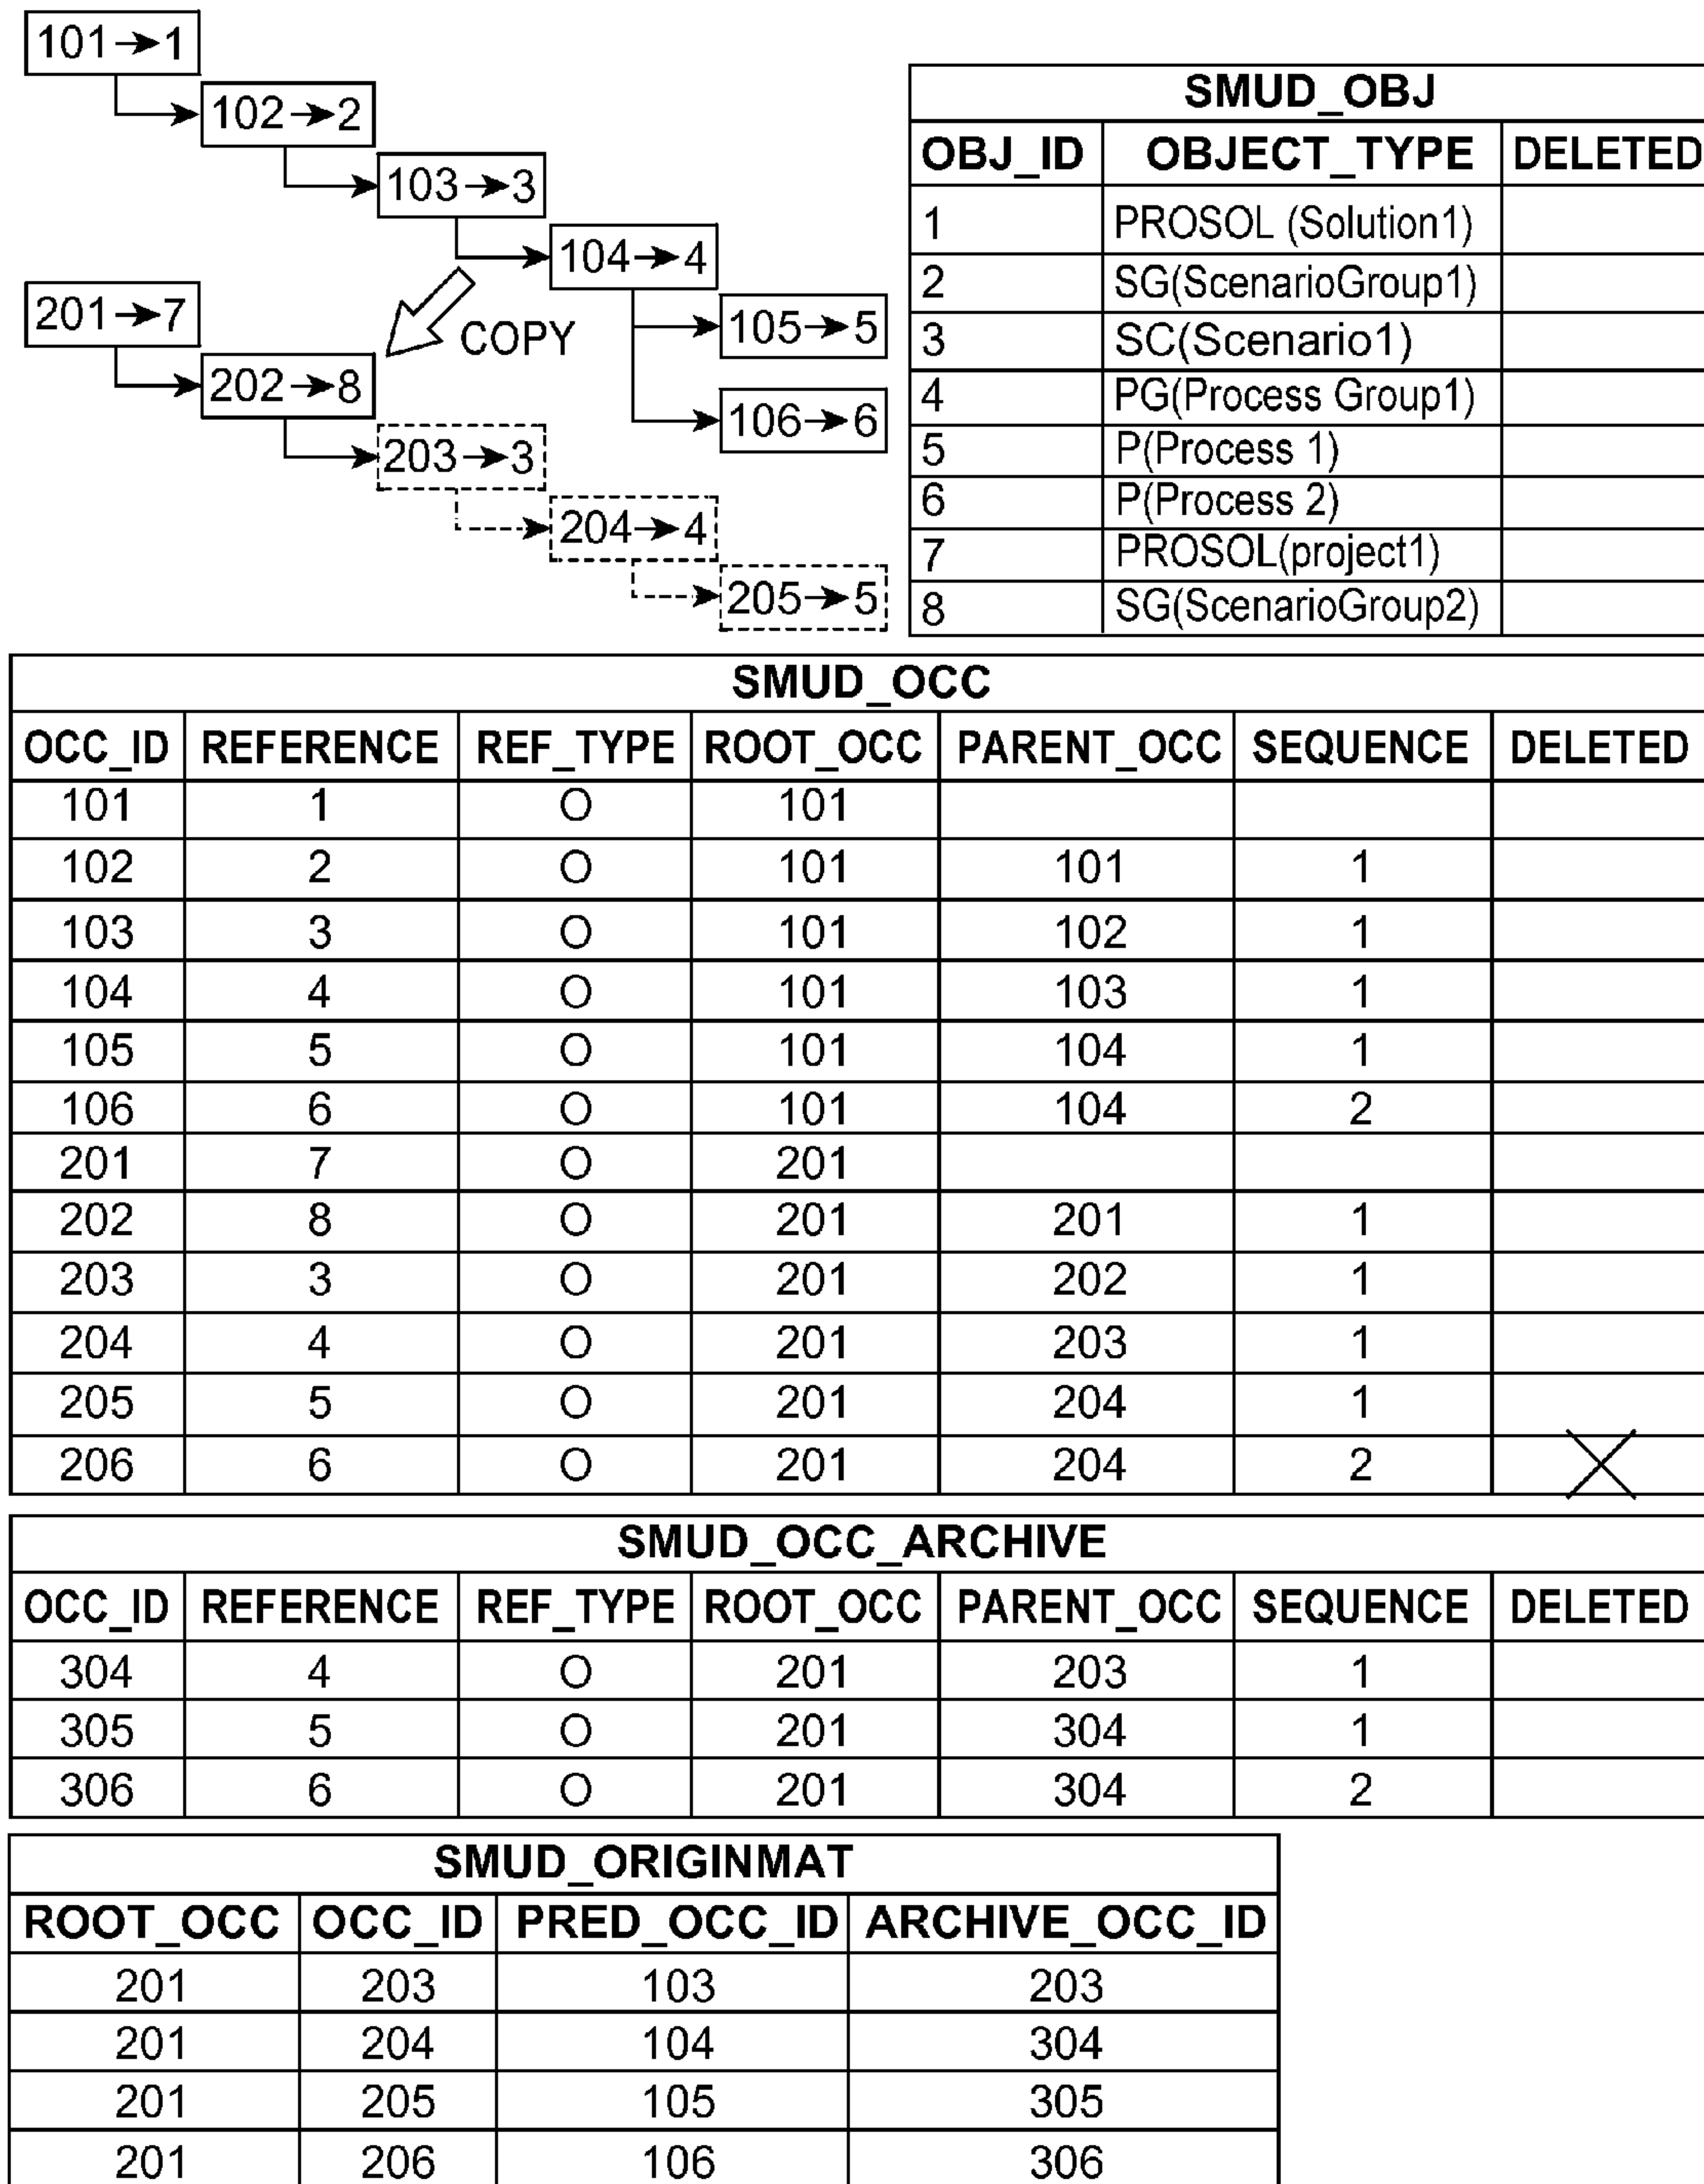 101→1
102→2
103→3
104→4
105→5
106→6
COPY
201→7
202→8
203→3
204→4
205→5
SMUD_OBJ
OBJ_ID OBJECT_TYPE DELETED
1 PROSOL (Solution1)
2 SG(ScenarioGroup1)
3 SC(Scenario1)
4 PG(Process Group1)
5 P(Process 1)
6 P(Process 2)
7 PROSOL(project1)
8 SG(ScenarioGroup2)
SMUD_OCC
OCC_ID REFERENCE REF_TYPE ROOT_OCC PARENT_OCC SEQUENCE DELETED
101 1 O 101
102 2 O 101 101 1
103 3 O 101 102 1
104 4 O 101 103 1
105 5 O 101 104 1
106 6 O 101 104 2
201 7 O 201
202 8 O 201 201 1
203 3 O 201 202 1
204 4 O 201 203 1
205 5 O 201 204 1
206 6 O 201 204 2 X
SMUD_OCC_ARCHIVE
OCC_ID REFERENCE REF_TYPE ROOT_OCC PARENT_OCC SEQUENCE DELETED
304 4 O 201 203 1
305 5 O 201 304 1
306 6 O 201 304 2
SMUD_ORIGINMAT
ROOT_OCC OCC_ID PRED_OCC_ID ARCHIVE_OCC_ID
201 203 103 203
201 204 104 304
201 205 105 305
201 206 106 306